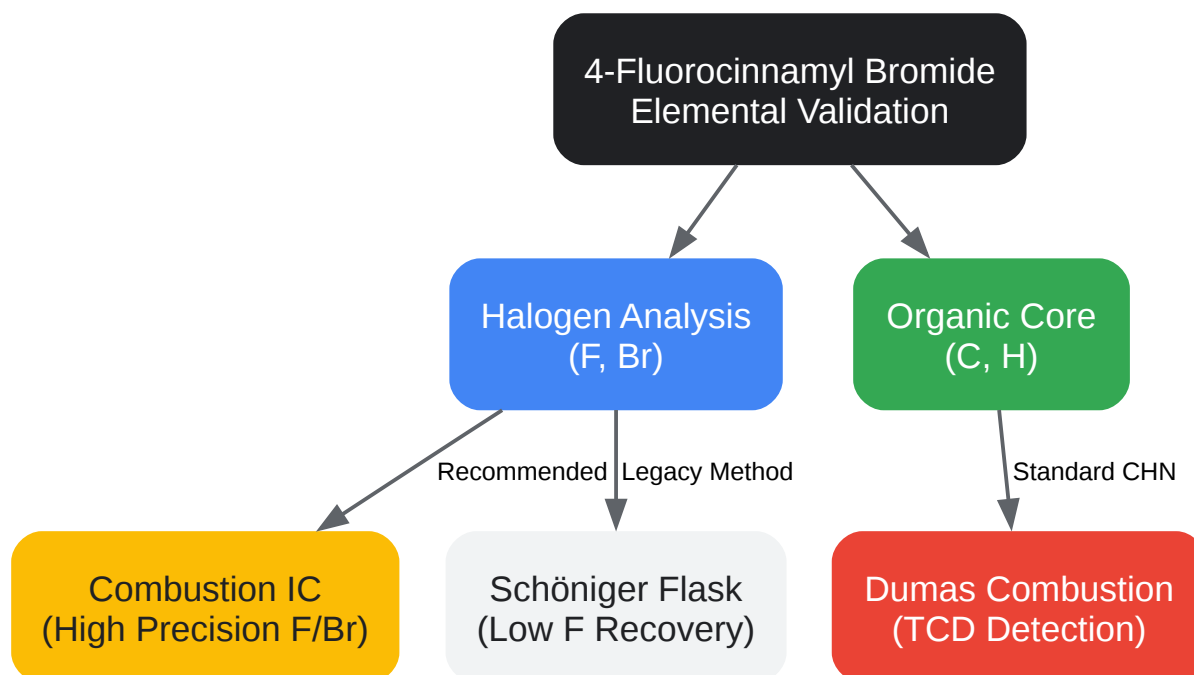 4-Fluorocinnamyl Bromide
Elemental Validation
Halogen Analysis
(F, Br)
Organic Core
(C, H)
Recommended
Legacy Method
Standard CHN
Combustion IC
(High Precision F/Br)
Schöniger Flask
(Low F Recovery)
Dumas Combustion
(TCD Detection)